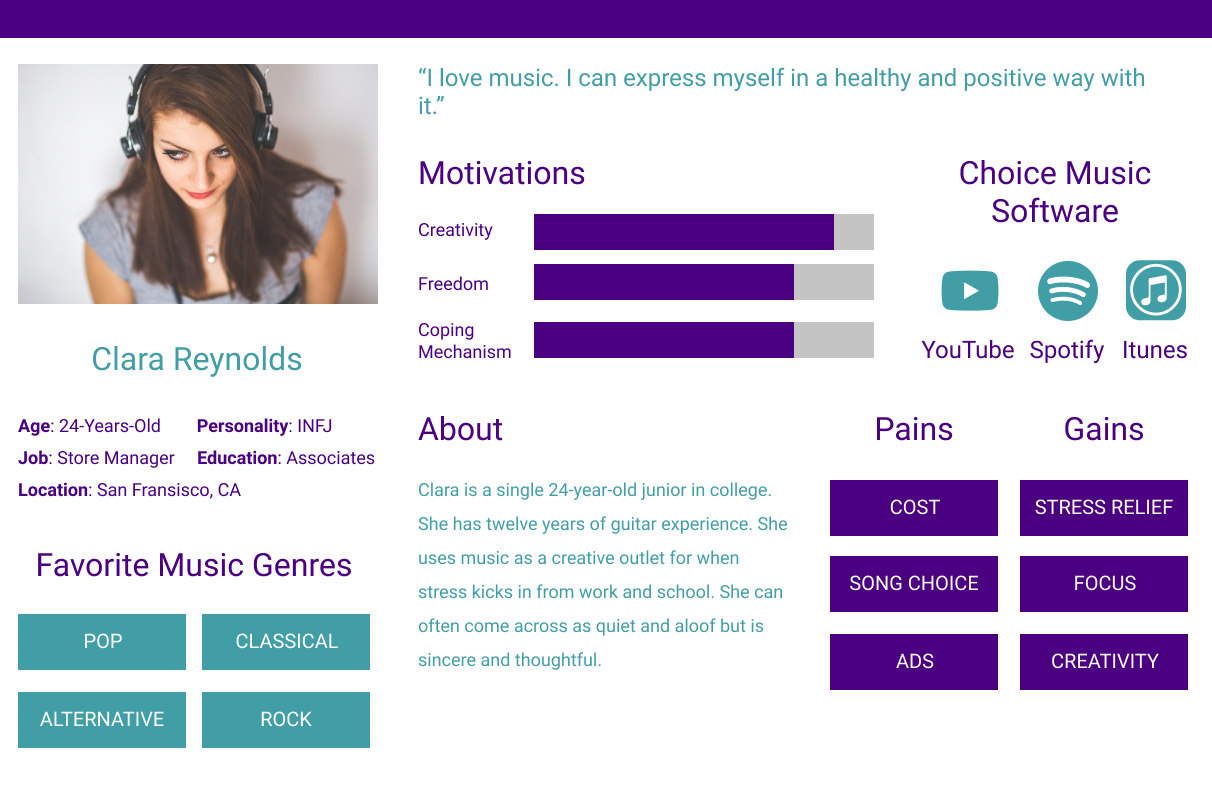 “I love music. I can express myself in a healthy and positive way with
it.”
Clara Reynolds
Age: 24-Years-Old
Personality: INFJ
Job: Store Manager
Education: Associates
Location: San Fransisco, CA
Favorite Music Genres
POP
CLASSICAL
ALTERNATIVE
ROCK
Motivations
Creativity
Freedom
Coping
Mechanism
Choice Music
Software
YouTube
Spotify
Itunes
About
Clara is a single 24-year-old junior in college.
She has twelve years of guitar experience. She
uses music as a creative outlet for when
stress kicks in from work and school. She can
often come across as quiet and aloof but is
sincere and thoughtful.
Pains
COST
SONG CHOICE
ADS
Gains
STRESS RELIEF
FOCUS
CREATIVITY